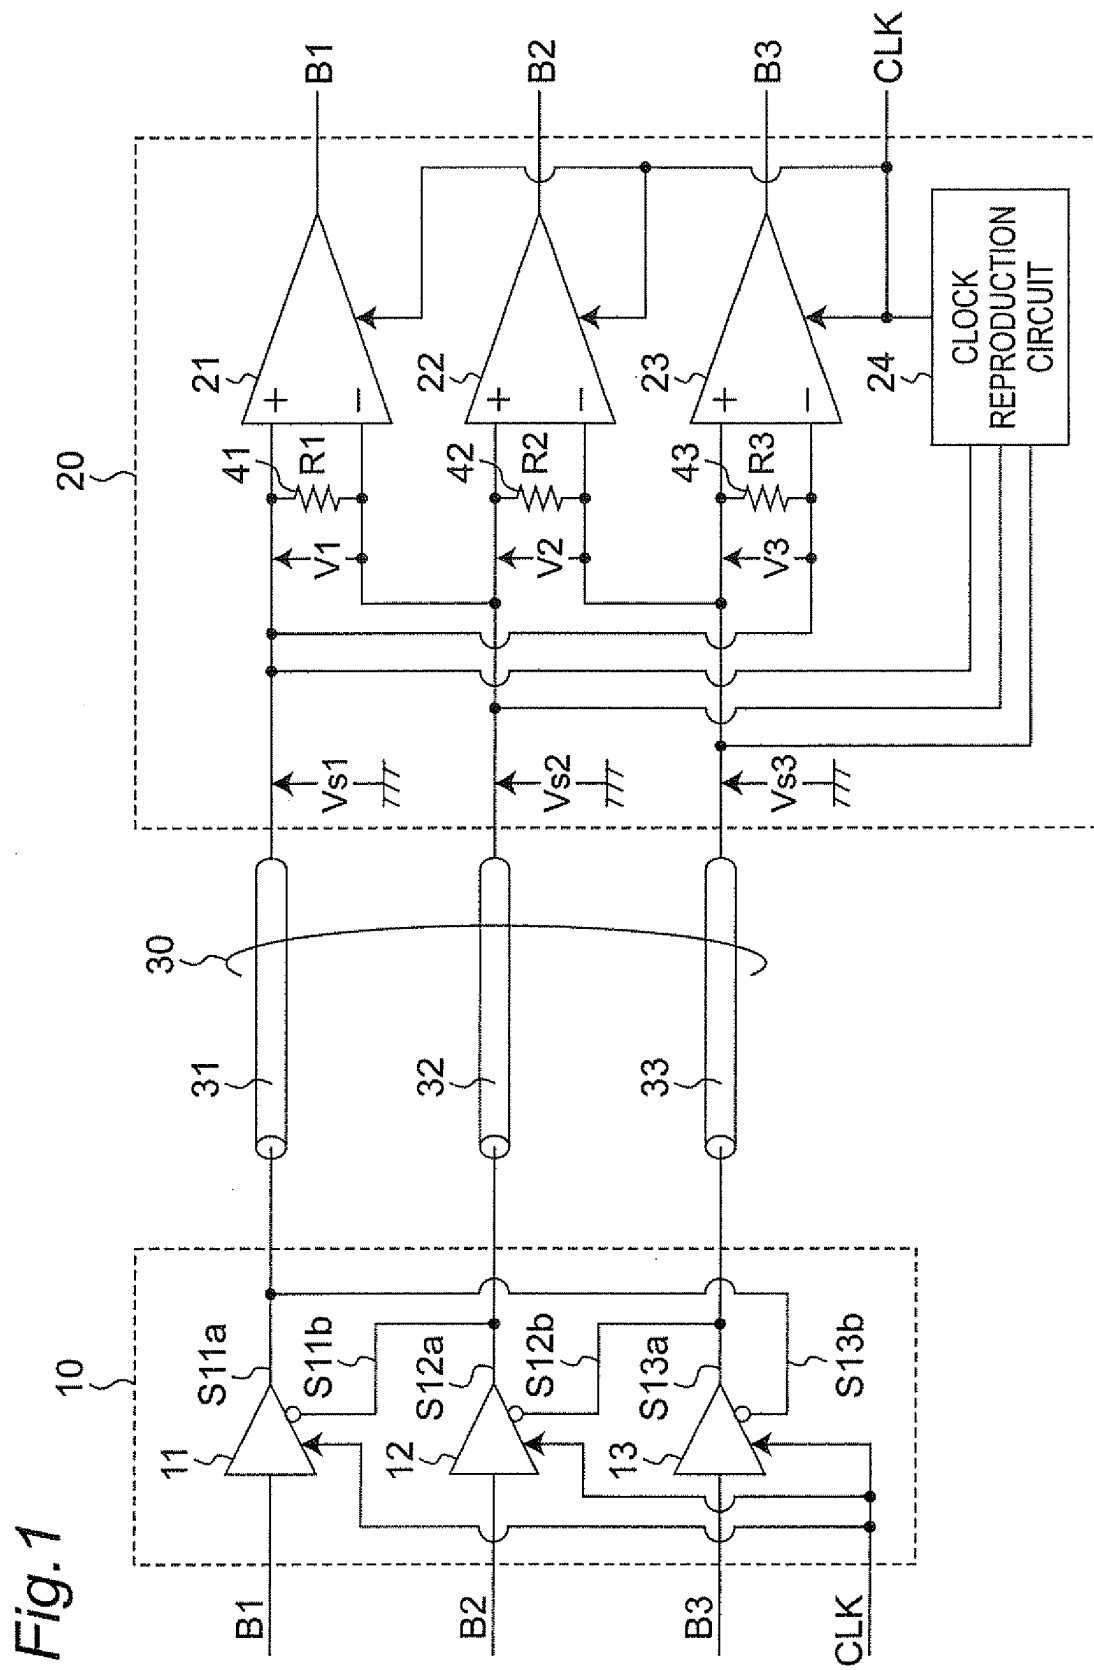 Fig.1
B1
B2
B3
CLK
10
11
12
13
S11a
S11b
S12a
S12b
S13a
S13b
30
31
32
33
20
Vs1
Vs2
Vs3
V1
V2
V3
41
R1
42
R2
43
R3
21
+
−
22
+
−
23
+
−
24
CLOCK
REPRODUCTION
CIRCUIT
B1
B2
B3
CLK